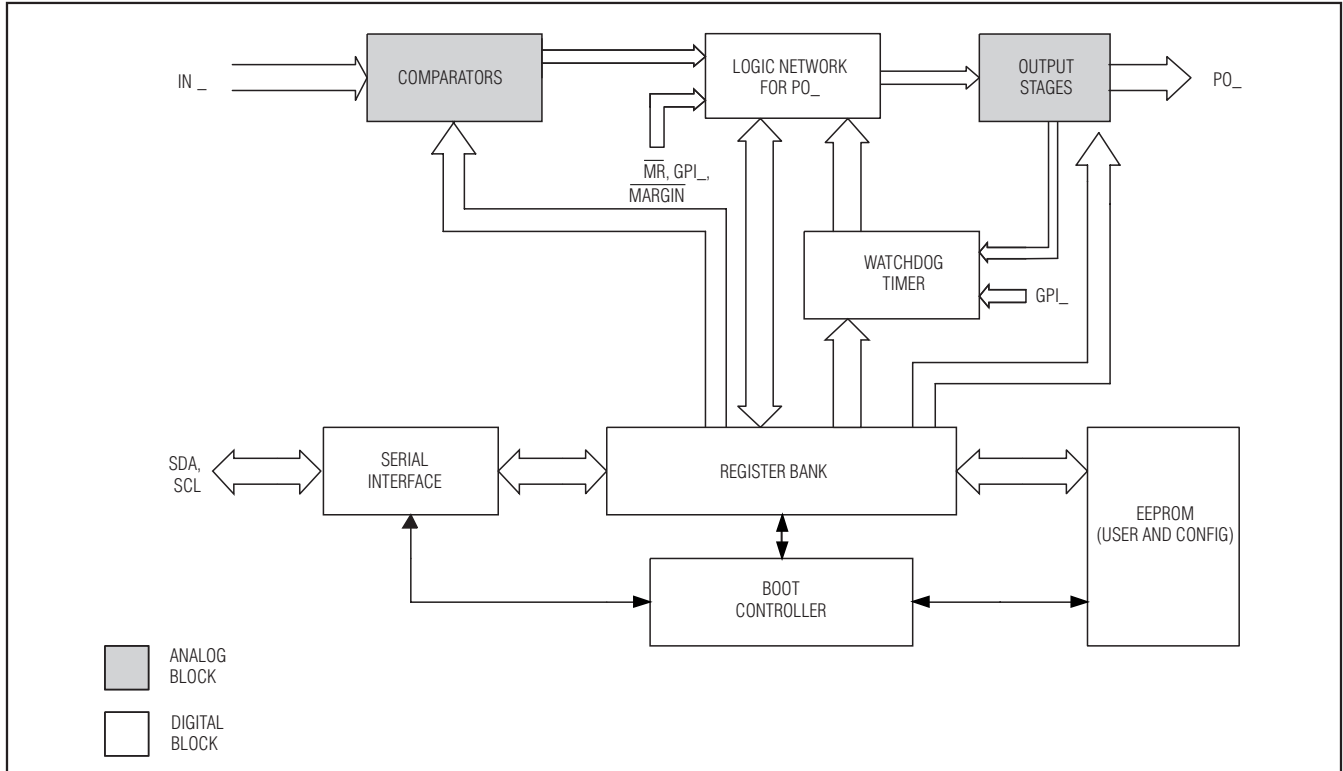 IN _
COMPARATORS
LOGIC NETWORK
FOR PO_
OUTPUT
STAGES
PO_
MR, GPI_,
MARGIN
WATCHDOG
TIMER
GPI_
SDA,
SCL
SERIAL
INTERFACE
REGISTER BANK
EEPROM
(USER AND CONFIG)
BOOT
CONTROLLER
ANALOG
BLOCK
DIGITAL
BLOCK